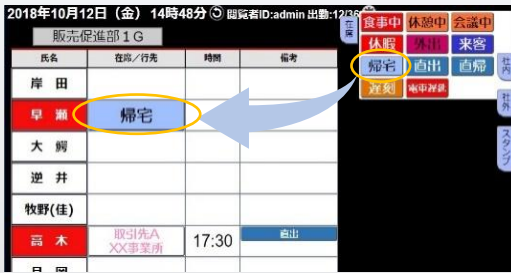 2018年10月12日（金）14時48分 閲覧者ID:admin 出勤:12/36
販売促進部1G
氏名 在席／行先 時間 備考
岸 田
早 瀬 帰宅
大 鰐
逆 井
牧野(佳)
高 木 取引先A XX事業所 17:30 直出
在席
食事中 休憩中 会議中
休暇 外出 来客
帰宅 直出 直帰
遅刻 電車遅延
社内
社外
スタンプ